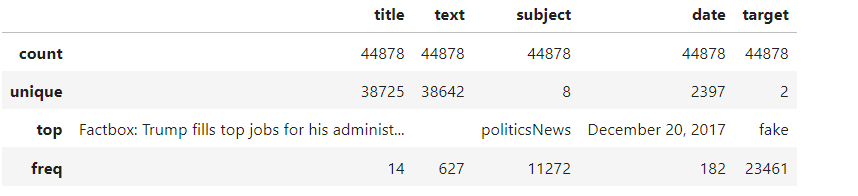 title text subject date target
count 44878 44878 44878 44878 44878
unique 38725 38642 8 2397 2
top Factbox: Trump fills top jobs for his administ... politicsNews December 20, 2017 fake
freq 14 627 11272 182 23461